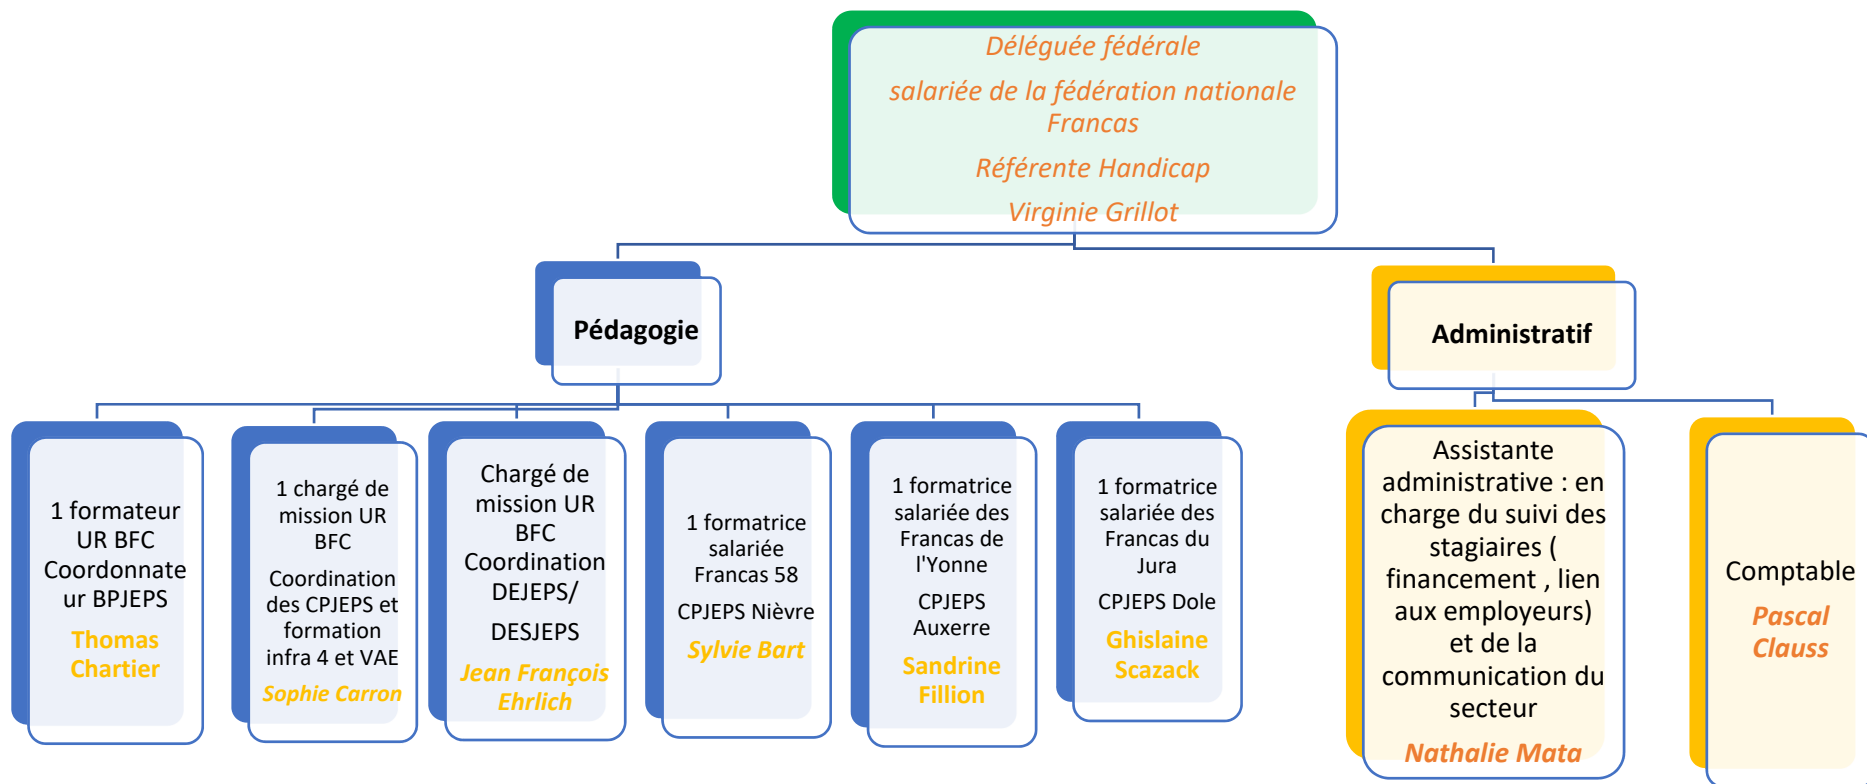 Déléguée fédérale
salariée de la fédération nationale
Francas
Référente Handicap
Virginie Grillot
Pédagogie
Administratif
1 formateur
UR BFC
Coordonnate
ur BPJEPS
Thomas
Chartier
1 chargé de
mission UR
BFC
Coordination
des CPJEPS et
formation
infra 4 et VAE
Sophie Carron
Chargé de
mission UR
BFC
Coordination
DEJEPS/
DESJEPS
Jean François
Ehrlich
1 formatrice
salariée
Francas 58
CPJEPS Nièvre
Sylvie Bart
1 formatrice
salariée des
Francas de
l'Yonne
CPJEPS
Auxerre
Sandrine
Fillion
1 formatrice
salariée des
Francas du
Jura
CPJEPS Dole
Ghislaine
Scazack
Assistante
administrative : en
charge du suivi des
stagiaires (
financement , lien
aux employeurs)
et de la
communication du
secteur
Nathalie Mata
Comptable
Pascal
Clauss